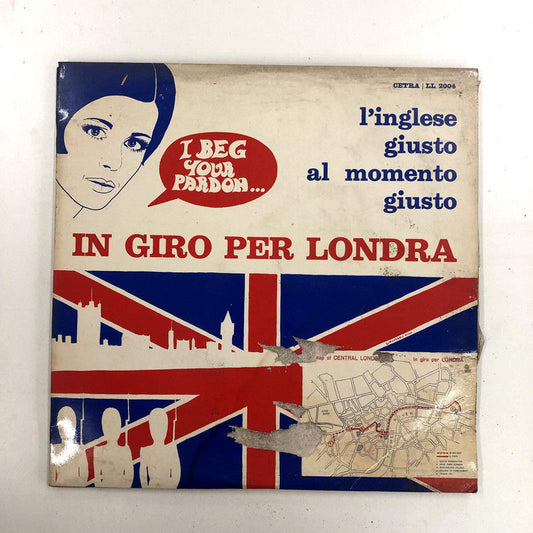 CETRA | LL 2004
l'inglese
giusto
al momento
giusto
I BEG
YOUR
PARDON...
IN GIRO PER LONDRA
map of CENTRAL LONDON
in giro per LONDRA